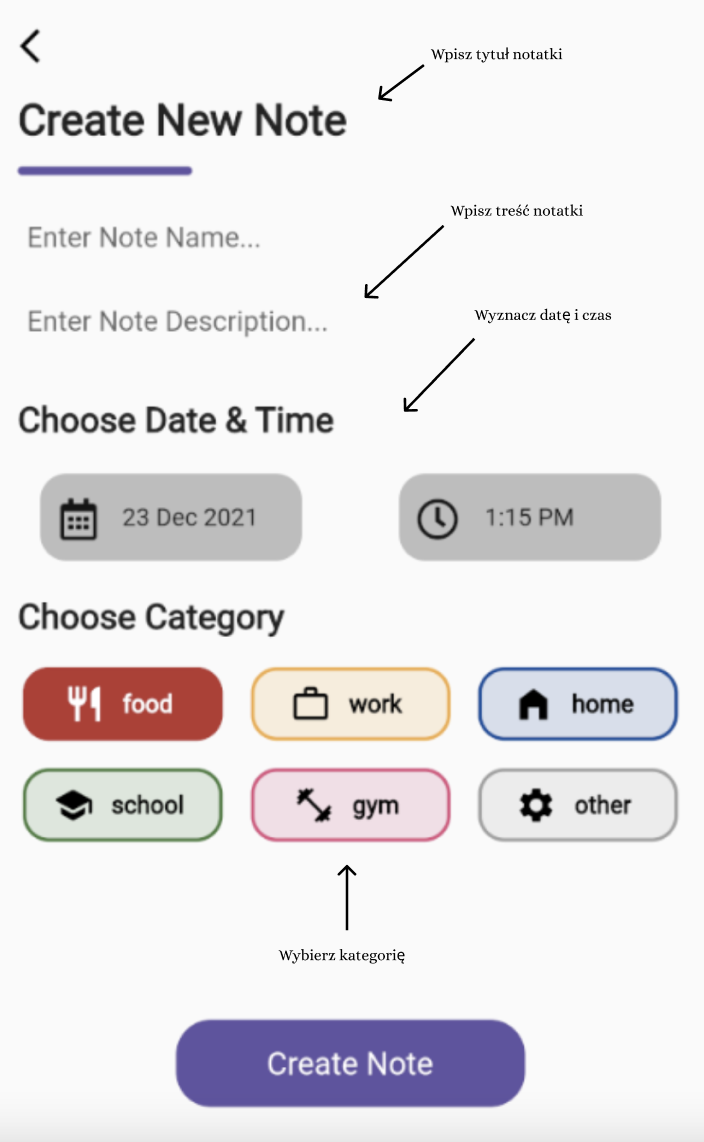 Wpisz tytuł notatki
Create New Note
Wpisz treść notatki
Enter Note Name...
Wyznacz datę i czas
Enter Note Description...
Choose Date & Time
23 Dec 2021
1:15 PM
Choose Category
food
work
home
school
gym
other
Wybierz kategorię
Create Note